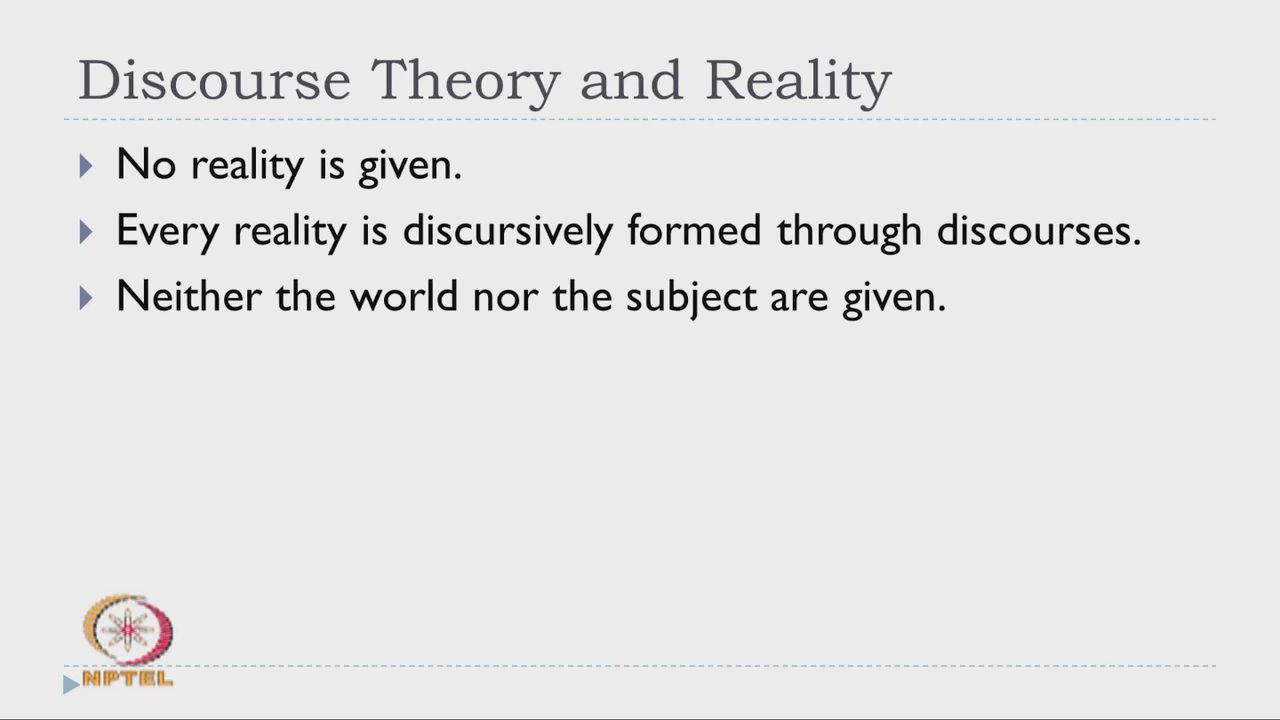 Discourse Theory and Reality
No reality is given.
Every reality is discursively formed through discourses.
Neither the world nor the subject are given.
NPTEL